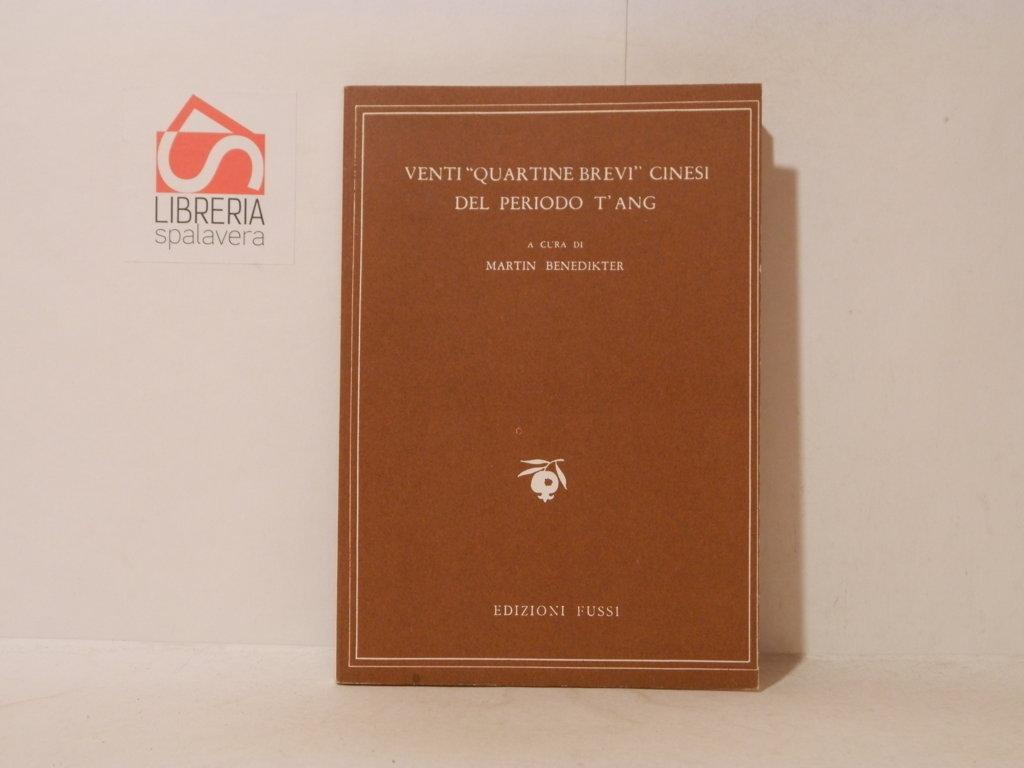 LIBRERIA
spalavera
VENTI “QUARTINE BREVI” CINESI
DEL PERIODO T'ANG
A CURA DI
MARTIN BENEDIKTER
EDIZIONI FUSSI